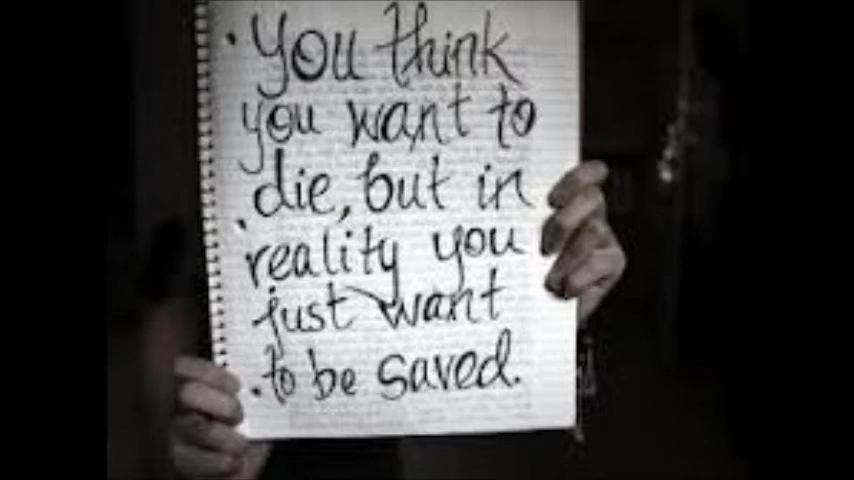 You think
you want to
die, but in
reality you
just want
to be saved.